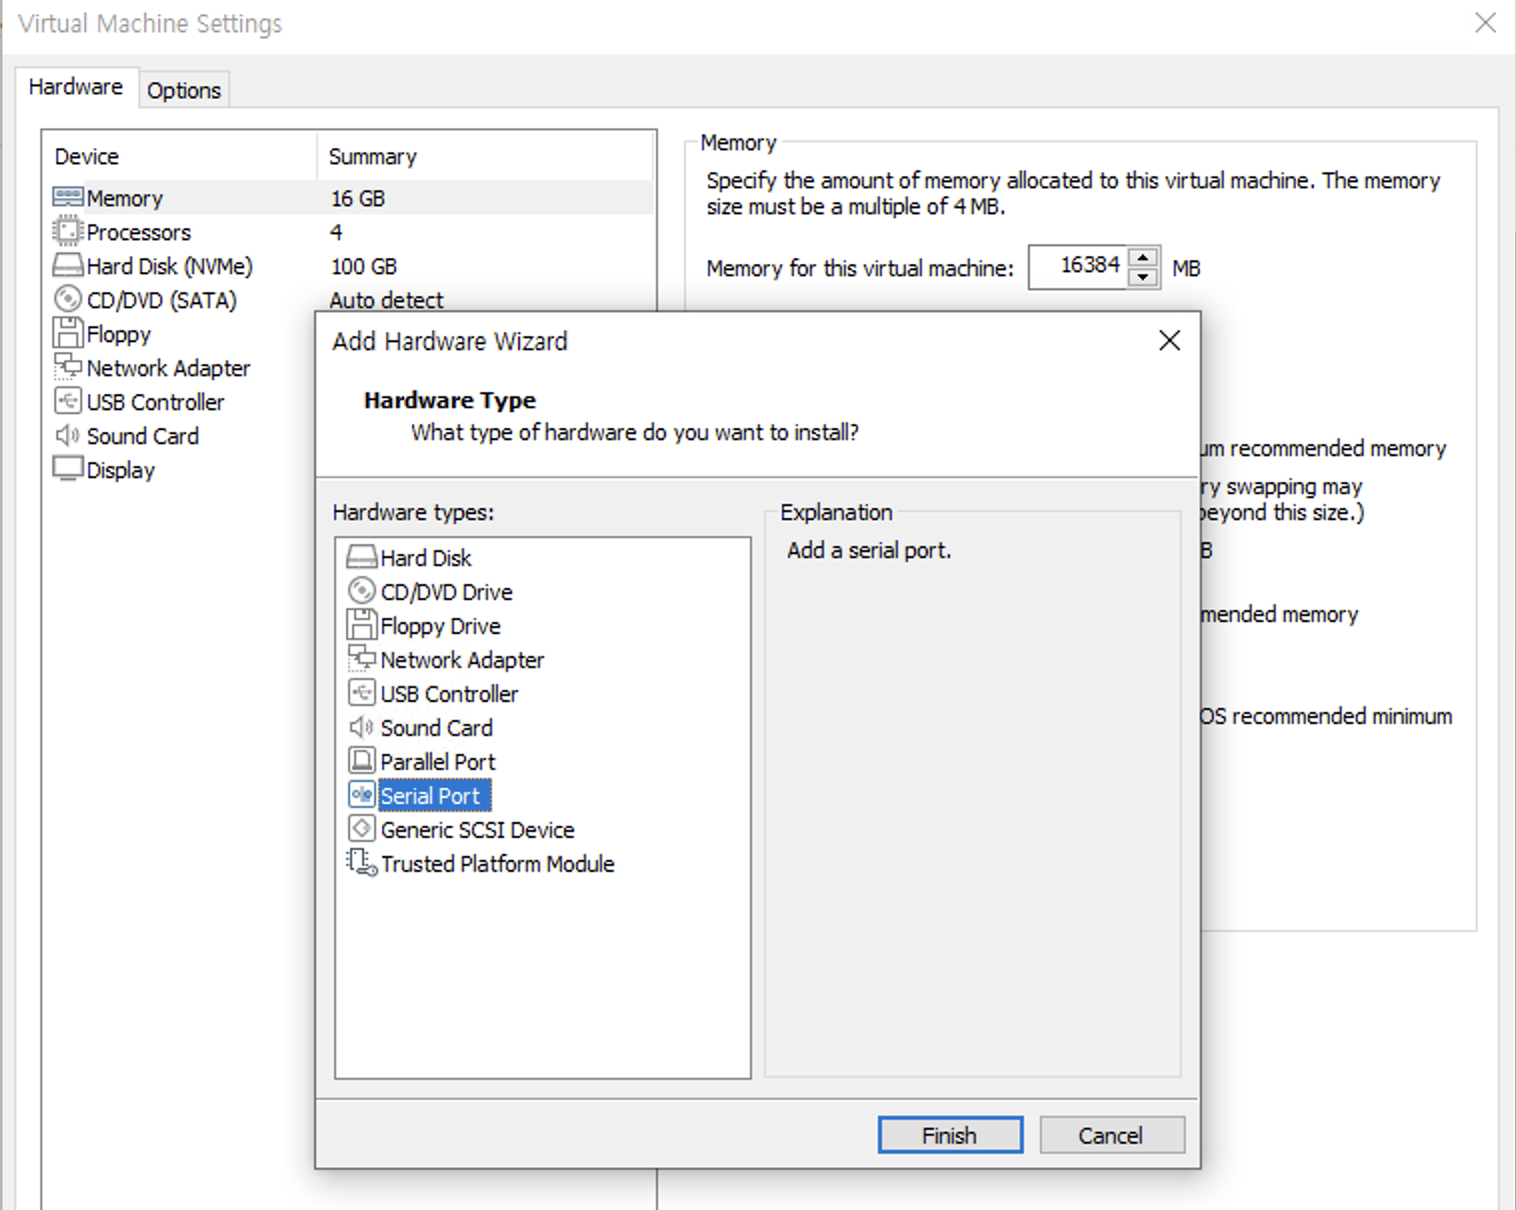 Virtual Machine Settings
Hardware
Options
Device Summary
Memory 16 GB
Processors 4
Hard Disk (NVMe) 100 GB
CD/DVD (SATA) Auto detect
Floppy
Network Adapter
USB Controller
Sound Card
Display
Memory
Specify the amount of memory allocated to this virtual machine. The memory
size must be a multiple of 4 MB.
Memory for this virtual machine: 16384 MB
recommended memory
swapping may
beyond this size.)
memory
OS recommended minimum
Add Hardware Wizard
Hardware Type
What type of hardware do you want to install?
Hardware types:
Hard Disk
CD/DVD Drive
Floppy Drive
Network Adapter
USB Controller
Sound Card
Parallel Port
Serial Port
Generic SCSI Device
Trusted Platform Module
Explanation
Add a serial port.
Finish
Cancel